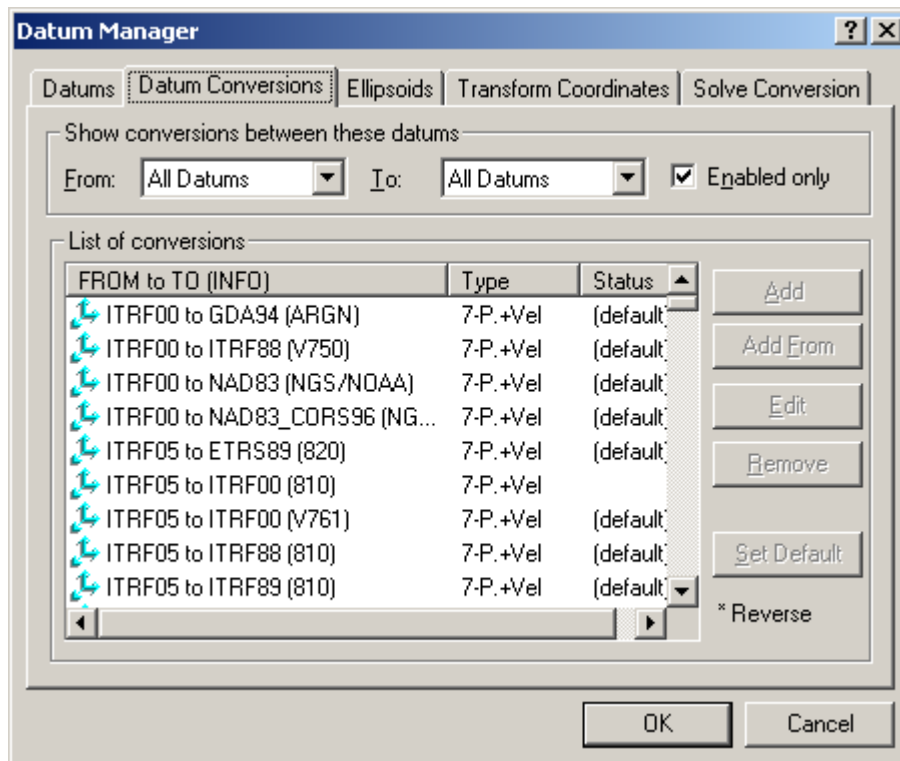 Datum Manager
Datums Datum Conversions Ellipsoids Transform Coordinates Solve Conversion
Show conversions between these datums
From: All Datums To: All Datums Enabled only
List of conversions
FROM to TO (INFO) Type Status
ITRF00 to GDA94 (ARGN) 7-P.+Vel (default)
ITRF00 to ITRF88 (V750) 7-P.+Vel (default)
ITRF00 to NAD83 (NGS/NOAA) 7-P.+Vel (default)
ITRF00 to NAD83_CORS96 (NG... 7-P.+Vel (default)
ITRF05 to ETRS89 (820) 7-P.+Vel (default)
ITRF05 to ITRF00 (810) 7-P.+Vel
ITRF05 to ITRF00 (V761) 7-P.+Vel (default)
ITRF05 to ITRF88 (810) 7-P.+Vel (default)
ITRF05 to ITRF89 (810) 7-P.+Vel (default)
Add
Add From
Edit
Remove
Set Default
* Reverse
OK Cancel